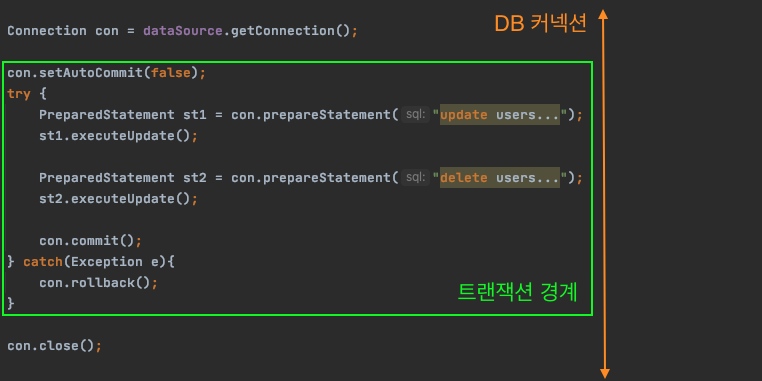 DB 커넥션
Connection con = dataSource.getConnection();
con.setAutoCommit(false);
try {
PreparedStatement st1 = con.prepareStatement( sql: "update users...");
st1.executeUpdate();
PreparedStatement st2 = con.prepareStatement( sql: "delete users...");
st2.executeUpdate();
con.commit();
} catch(Exception e){
con.rollback();
}
트랜잭션 경계
con.close();